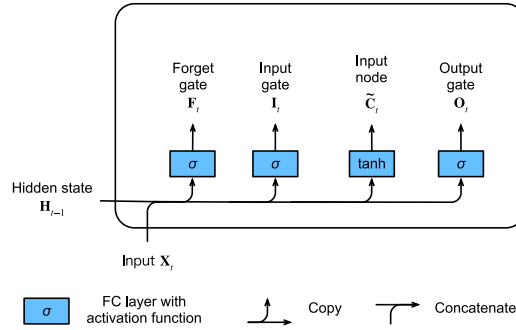 Forget gate F_t
Input gate I_t
Input node C̃_t
Output gate O_t
σ
σ
tanh
σ
Hidden state H_{t−1}
Input X_t
σ
FC layer with activation function
Copy
Concatenate